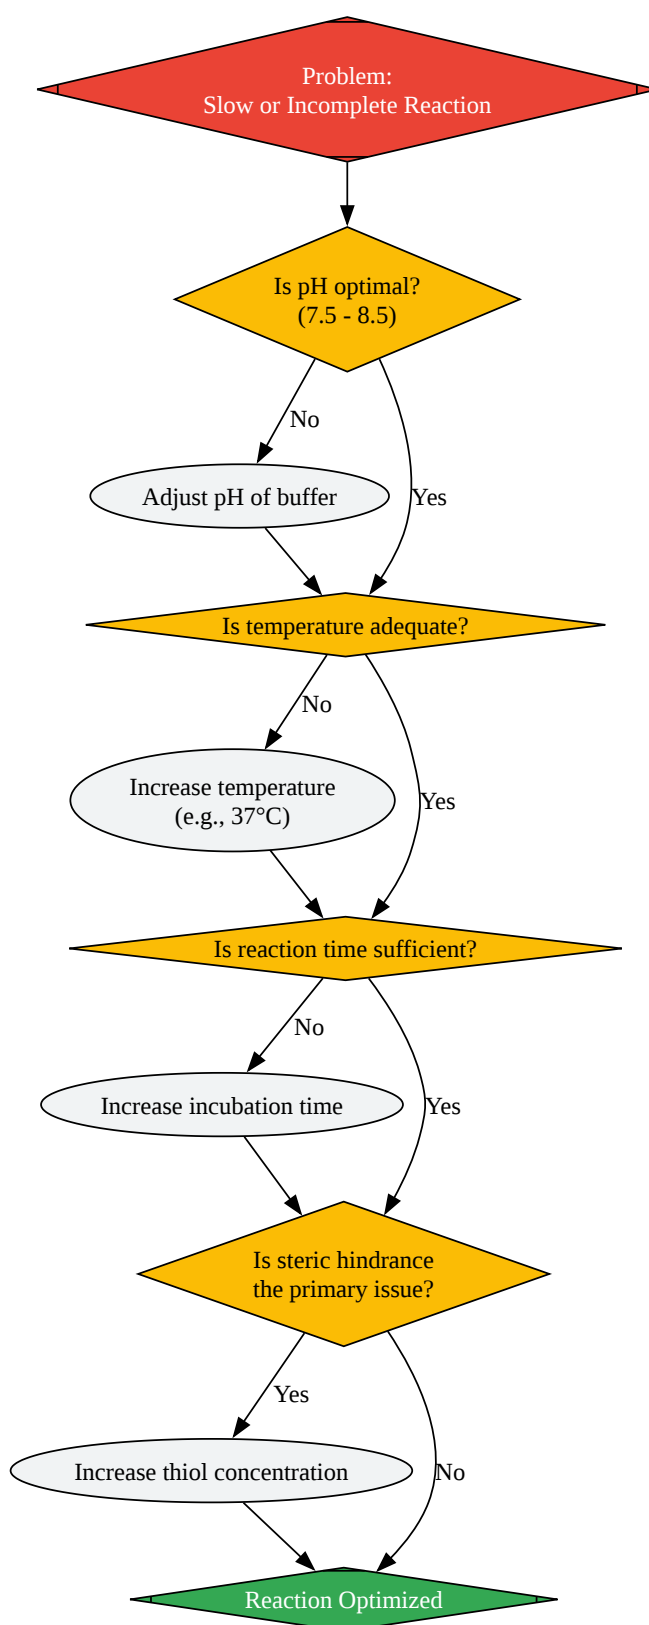 Problem:
Slow or Incomplete Reaction
Is pH optimal?
(7.5 - 8.5)
No
Adjust pH of buffer
Yes
Is temperature adequate?
No
Increase temperature
(e.g., 37°C)
Yes
Is reaction time sufficient?
No
Increase incubation time
Yes
Is steric hindrance
the primary issue?
Yes
Increase thiol concentration
No
Reaction Optimized